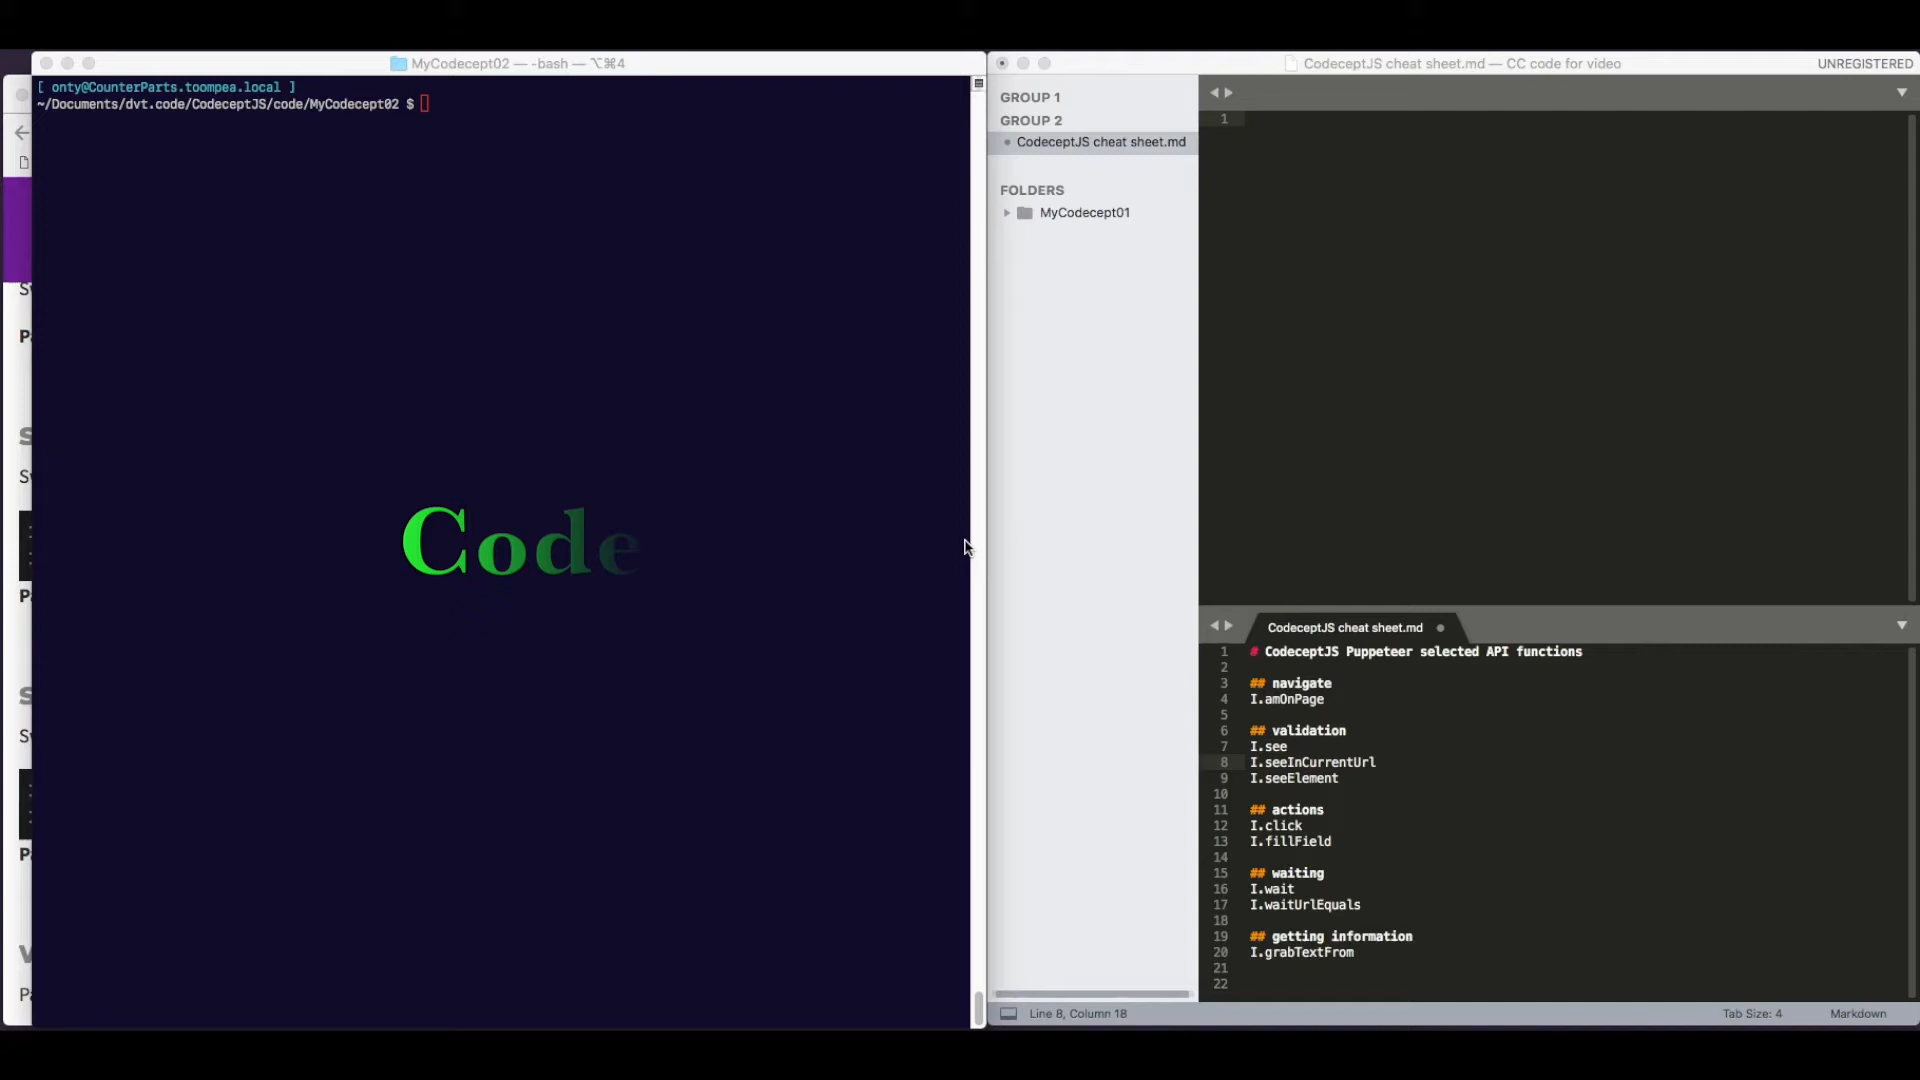 MyCodecept02 — -bash — ⌥⌘4
[ onty@CounterParts.toompea.local ]
~/Documents/dvt.code/CodeceptJS/code/MyCodecept02 $
Code
CodeceptJS cheat sheet.md — CC code for video
UNREGISTERED
GROUP 1
GROUP 2
CodeceptJS cheat sheet.md
FOLDERS
MyCodecept01
1
CodeceptJS cheat sheet.md
1 # CodeceptJS Puppeteer selected API functions
2
3 ## navigate
4 I.amOnPage
5
6 ## validation
7 I.see
8 I.seeInCurrentUrl
9 I.seeElement
10
11 ## actions
12 I.click
13 I.fillField
14
15 ## waiting
16 I.wait
17 I.waitUrlEquals
18
19 ## getting information
20 I.grabTextFrom
21
22
Line 8, Column 18
Tab Size: 4
Markdown